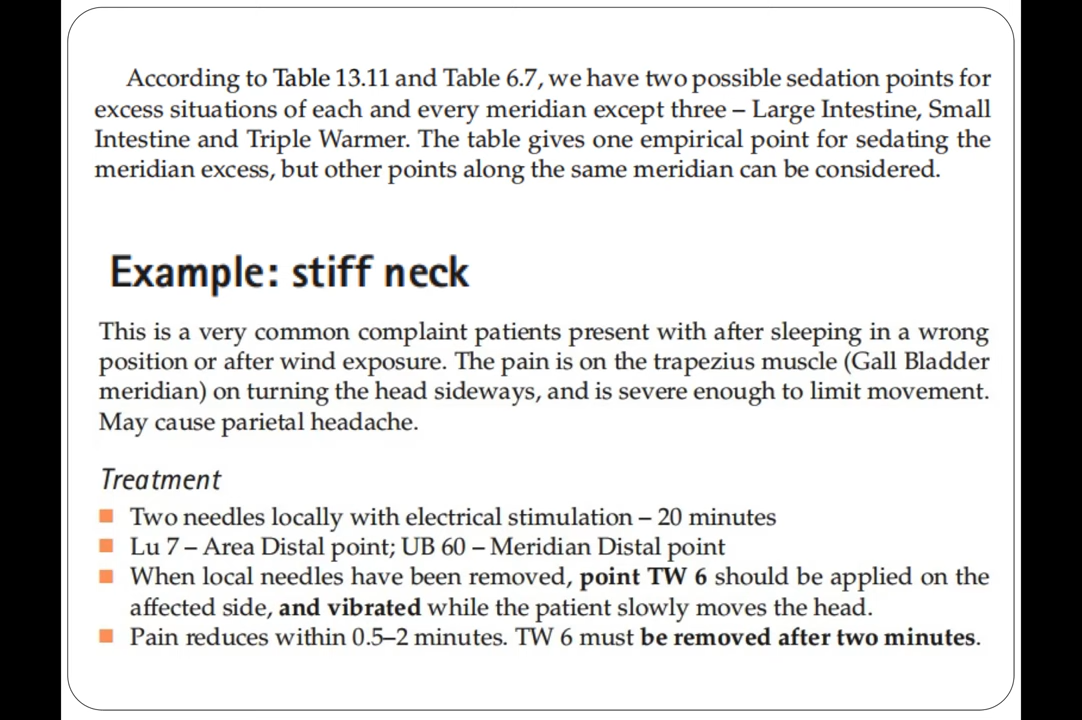 According to Table 13.11 and Table 6.7, we have two possible sedation points for
excess situations of each and every meridian except three – Large Intestine, Small
Intestine and Triple Warmer. The table gives one empirical point for sedating the
meridian excess, but other points along the same meridian can be considered.
Example: stiff neck
This is a very common complaint patients present with after sleeping in a wrong
position or after wind exposure. The pain is on the trapezius muscle (Gall Bladder
meridian) on turning the head sideways, and is severe enough to limit movement.
May cause parietal headache.
Treatment
■ Two needles locally with electrical stimulation – 20 minutes
■ Lu 7 – Area Distal point; UB 60 – Meridian Distal point
■ When local needles have been removed, point TW 6 should be applied on the
affected side, and vibrated while the patient slowly moves the head.
■ Pain reduces within 0.5–2 minutes. TW 6 must be removed after two minutes.